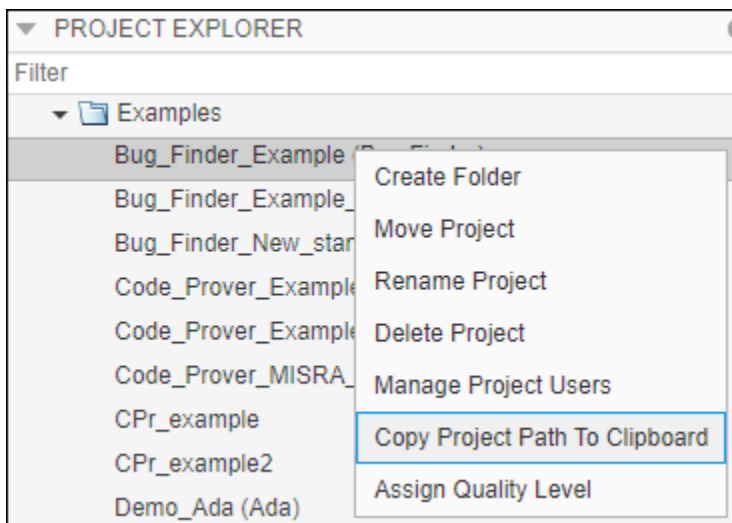 PROJECT EXPLORER
Filter
Examples
Bug_Finder_Example
Bug_Finder_Example_
Bug_Finder_New_star
Code_Prover_Example
Code_Prover_Example
Code_Prover_MISRA_
CPr_example
CPr_example2
Demo_Ada (Ada)
Create Folder
Move Project
Rename Project
Delete Project
Manage Project Users
Copy Project Path To Clipboard
Assign Quality Level